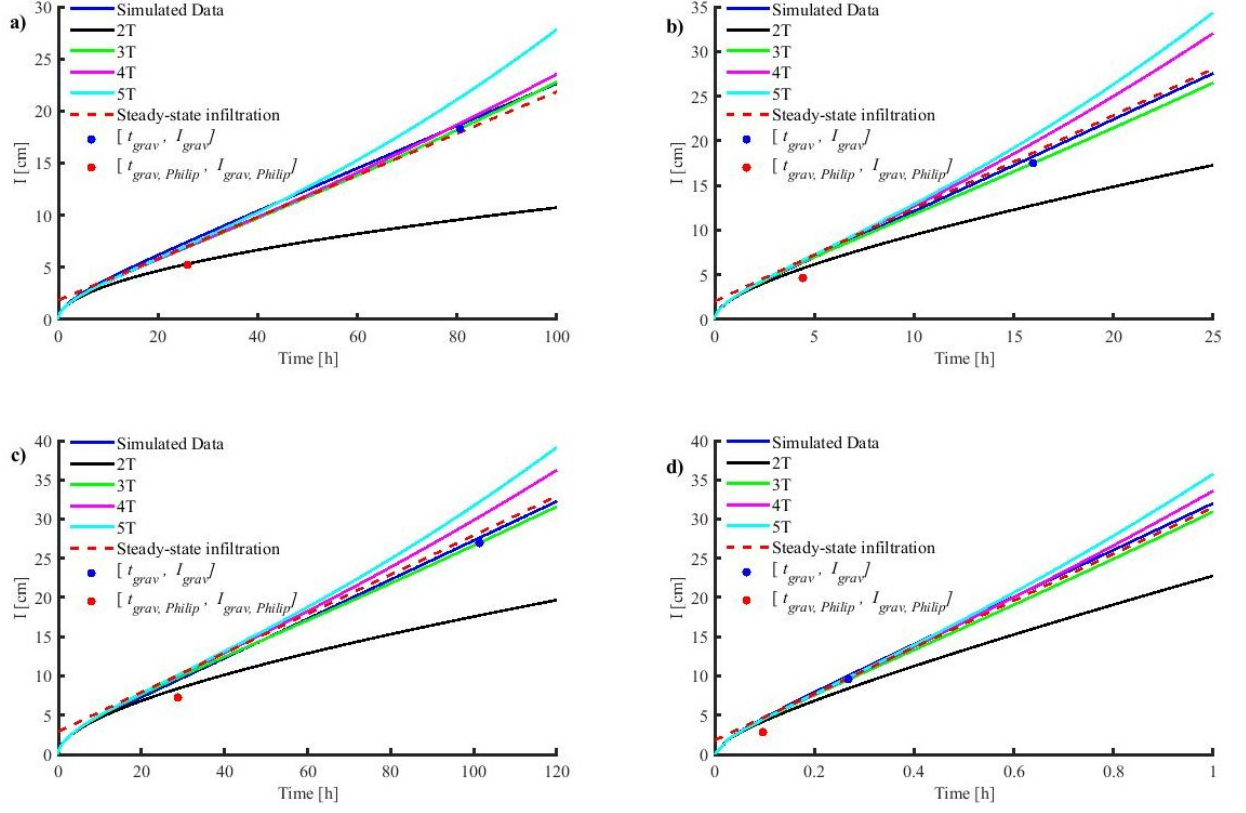 a)
30
25
20
15
10
5
0
I [cm]
Simulated Data
2T
3T
4T
5T
Steady-state infiltration
[ t_grav , I_grav]
[ t_grav, Philip , I_grav, Philip]
0 20 40 60 80 100
Time [h]
b)
35
30
25
20
15
10
5
0
I [cm]
Simulated Data
2T
3T
4T
5T
Steady-state infiltration
[ t_grav , I_grav]
[ t_grav, Philip , I_grav, Philip]
0 5 10 15 20 25
Time [h]
c)
40
35
30
25
20
15
10
5
0
I [cm]
Simulated Data
2T
3T
4T
5T
Steady-state infiltration
[ t_grav , I_grav]
[ t_grav, Philip , I_grav, Philip]
0 20 40 60 80 100 120
Time [h]
d)
40
35
30
25
20
15
10
5
0
I [cm]
Simulated Data
2T
3T
4T
5T
Steady-state infiltration
[ t_grav , I_grav]
[ t_grav, Philip , I_grav, Philip]
0 0.2 0.4 0.6 0.8 1
Time [h]